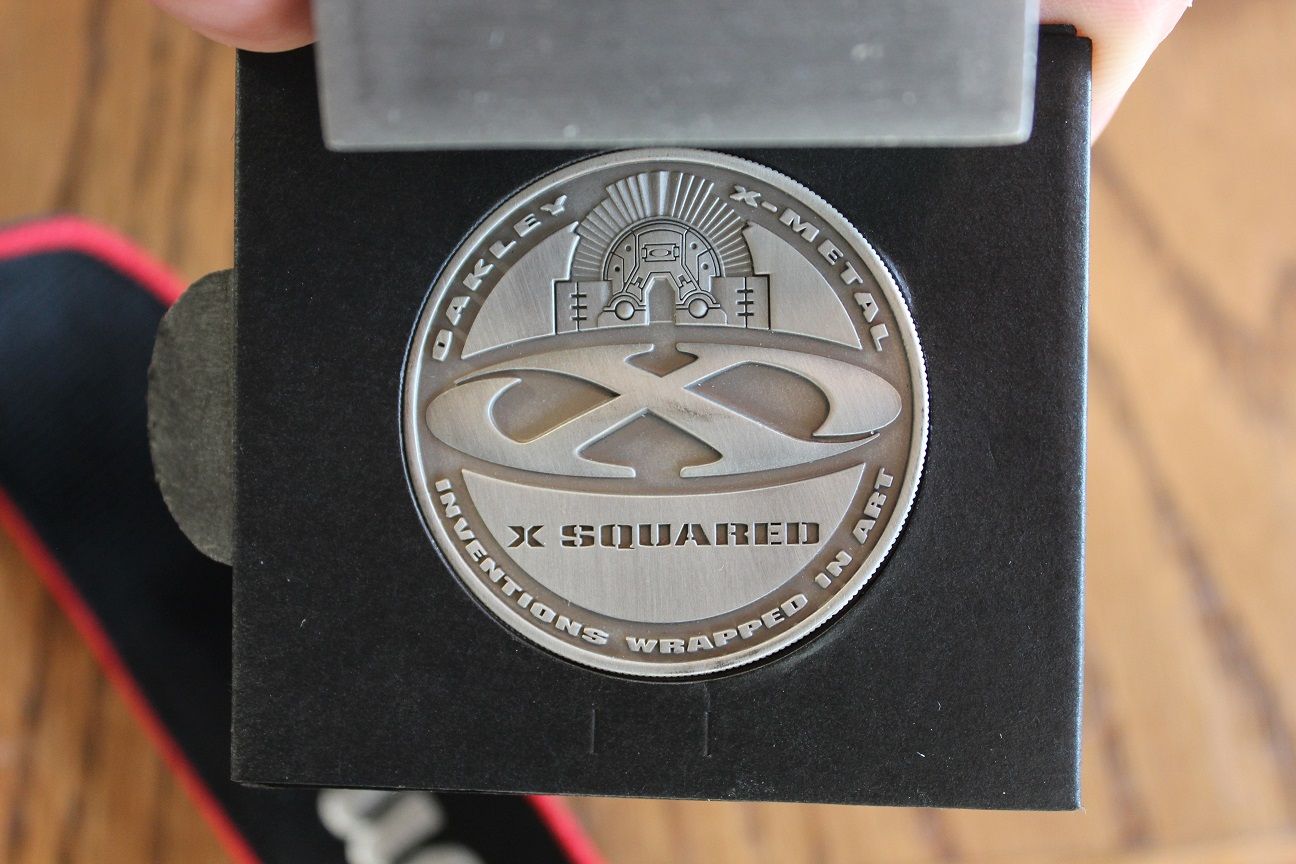 OAKLEY X-METAL
X SQUARED
INVENTIONS WRAPPED IN ART